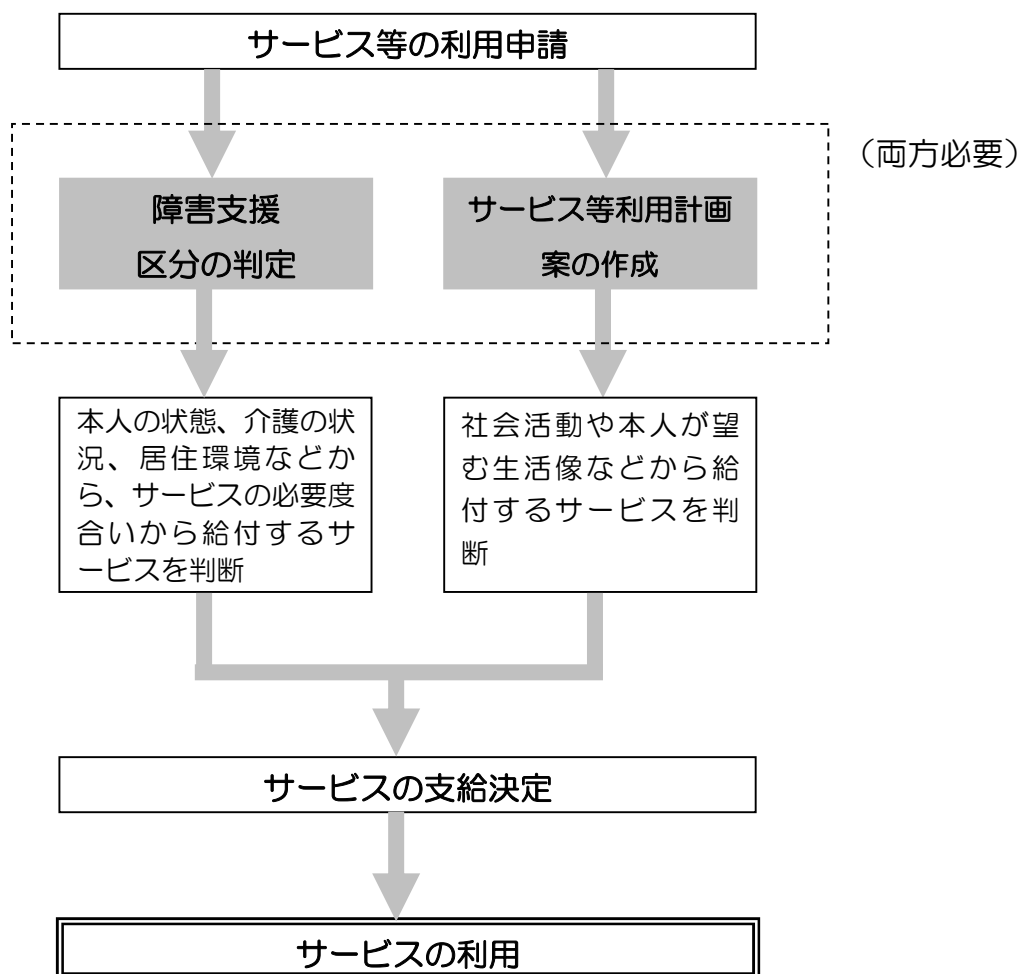 サービス等の利用申請
（両方必要）
障害支援
区分の判定
サービス等利用計画
案の作成
本人の状態、介護の状
況、居住環境などか
ら、サービスの必要度
合いから給付するサ
ービスを判断
社会活動や本人が望
む生活像などから給
付するサービスを判
断
サービスの支給決定
サービスの利用